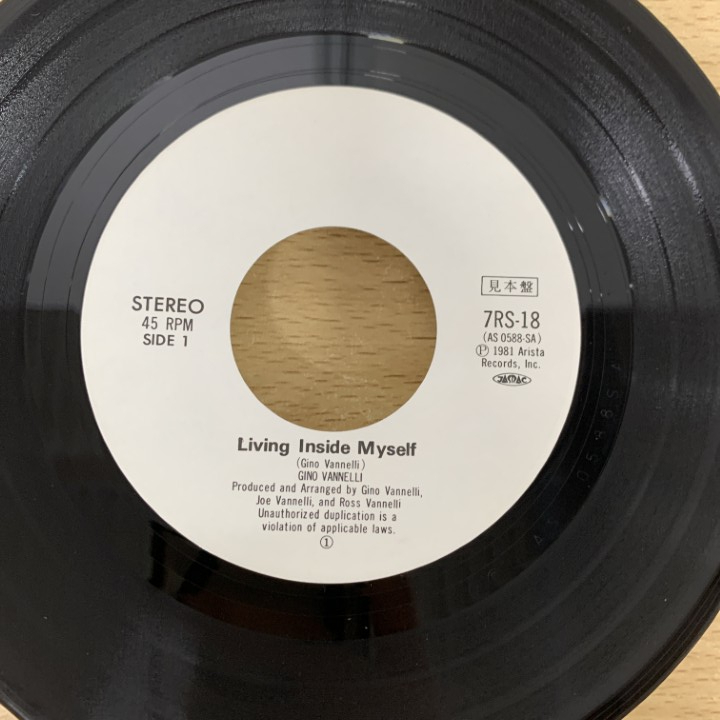 STEREO
45 RPM
SIDE 1
見本盤
7RS-18
(AS 0588-SA)
Ⓟ 1981 Arista
Records, Inc.
JASRAC
Living Inside Myself
(Gino Vannelli)
GINO VANNELLI
Produced and Arranged by Gino Vannelli,
Joe Vannelli, and Ross Vannelli
Unauthorized duplication is a
violation of applicable laws.
①